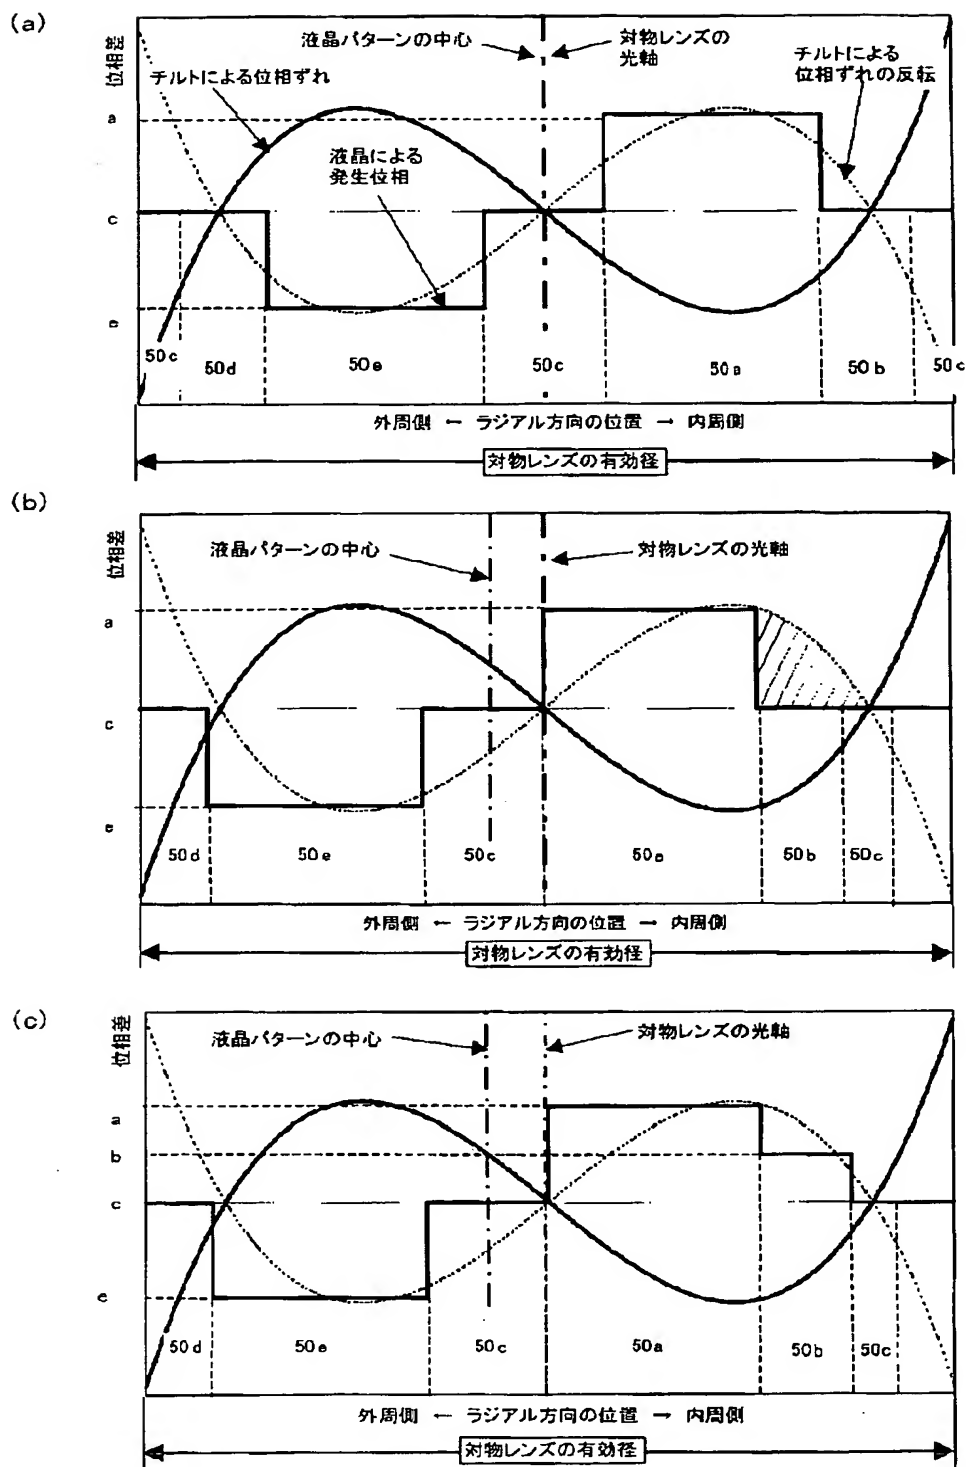 (a)
位相差
液晶パターンの中心
対物レンズの
光軸
チルトによる位相ずれ
チルトによる
位相ずれの反転
液晶による
発生位相
a
c
e
50c
50d
50e
50c
50a
50b
50c
外周側 ← ラジアル方向の位置 → 内周側
対物レンズの有効径
(b)
位相差
液晶パターンの中心
対物レンズの光軸
a
c
e
50d
50e
50c
50a
50b
50c
外周側 ← ラジアル方向の位置 → 内周側
対物レンズの有効径
(c)
位相差
液晶パターンの中心
対物レンズの光軸
a
b
c
e
50d
50e
50c
50a
50b
50c
外周側 ← ラジアル方向の位置 → 内周側
対物レンズの有効径